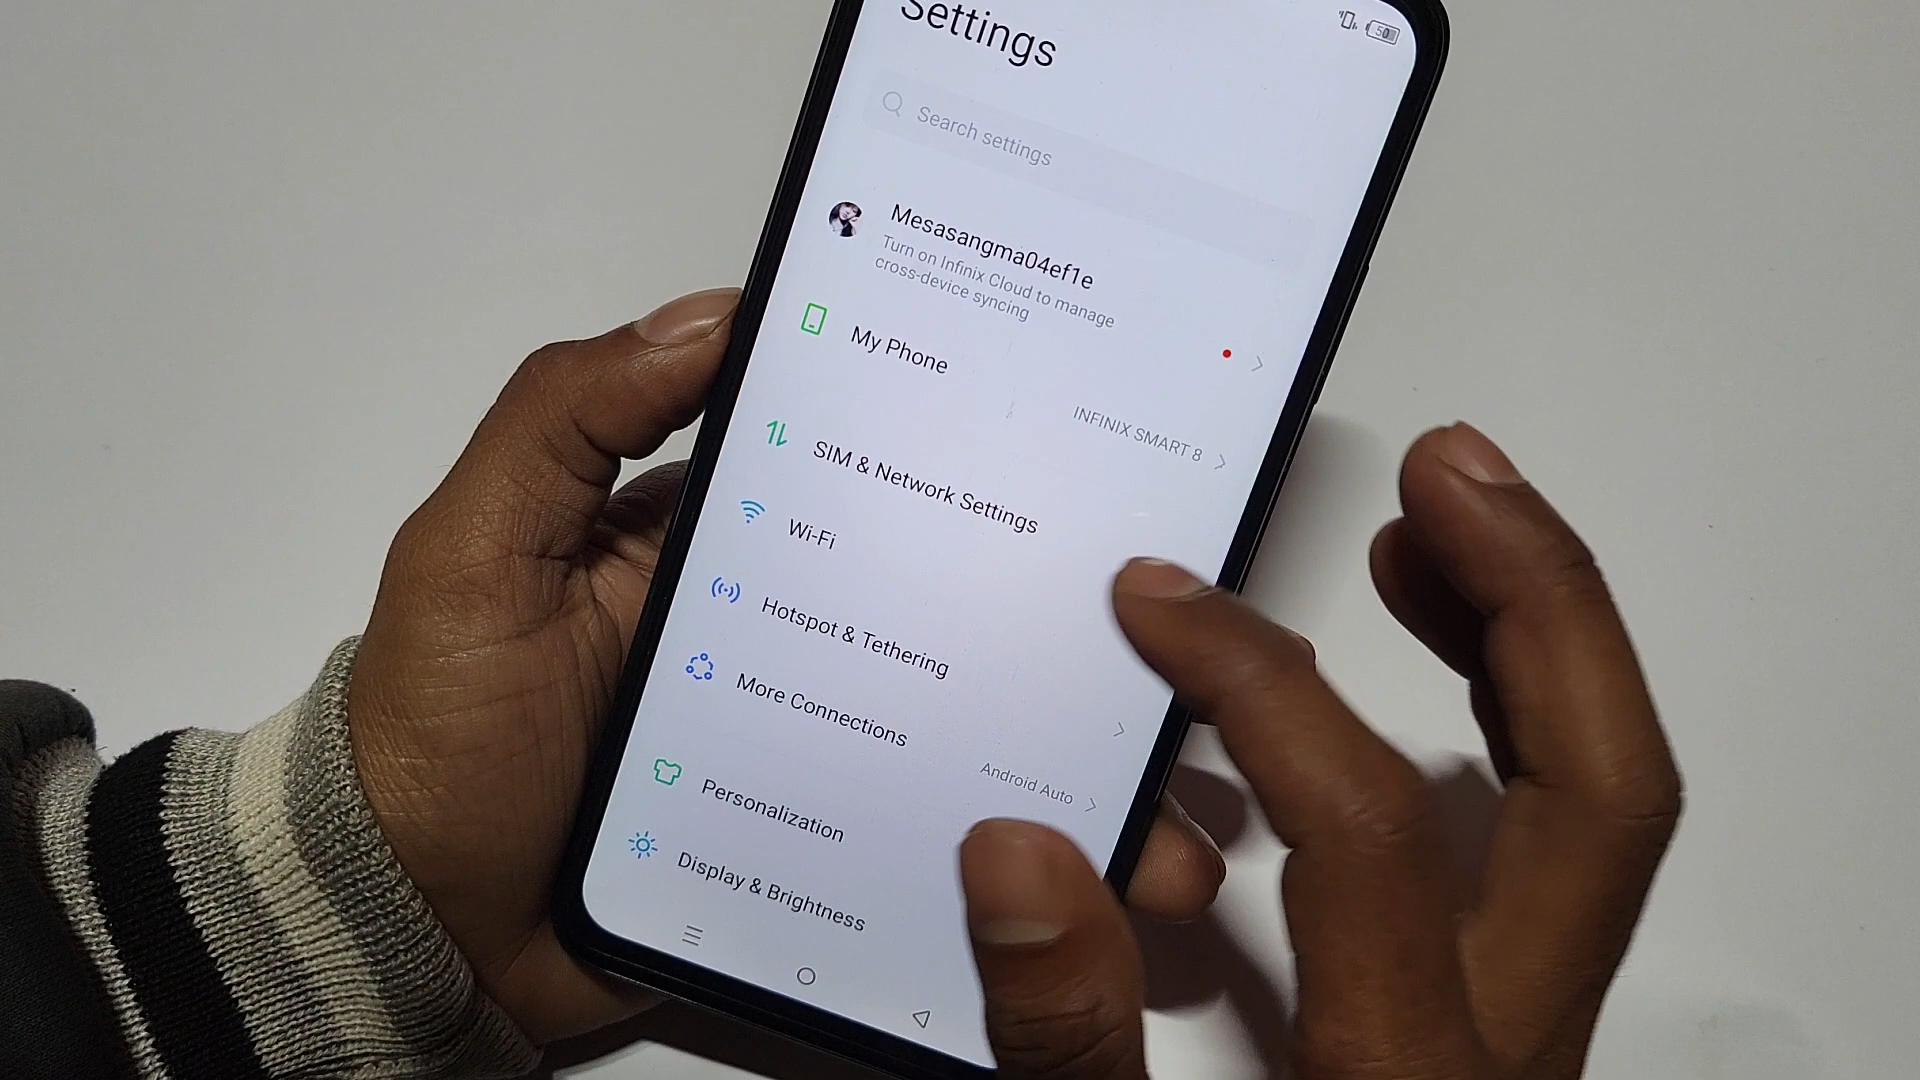 Settings
50
Search settings
Mesasangma04ef1e
Turn on Infinix Cloud to manage
cross-device syncing
My Phone
INFINIX SMART 8
SIM & Network Settings
Wi-Fi
Hotspot & Tethering
More Connections
Android Auto
Personalization
Display & Brightness